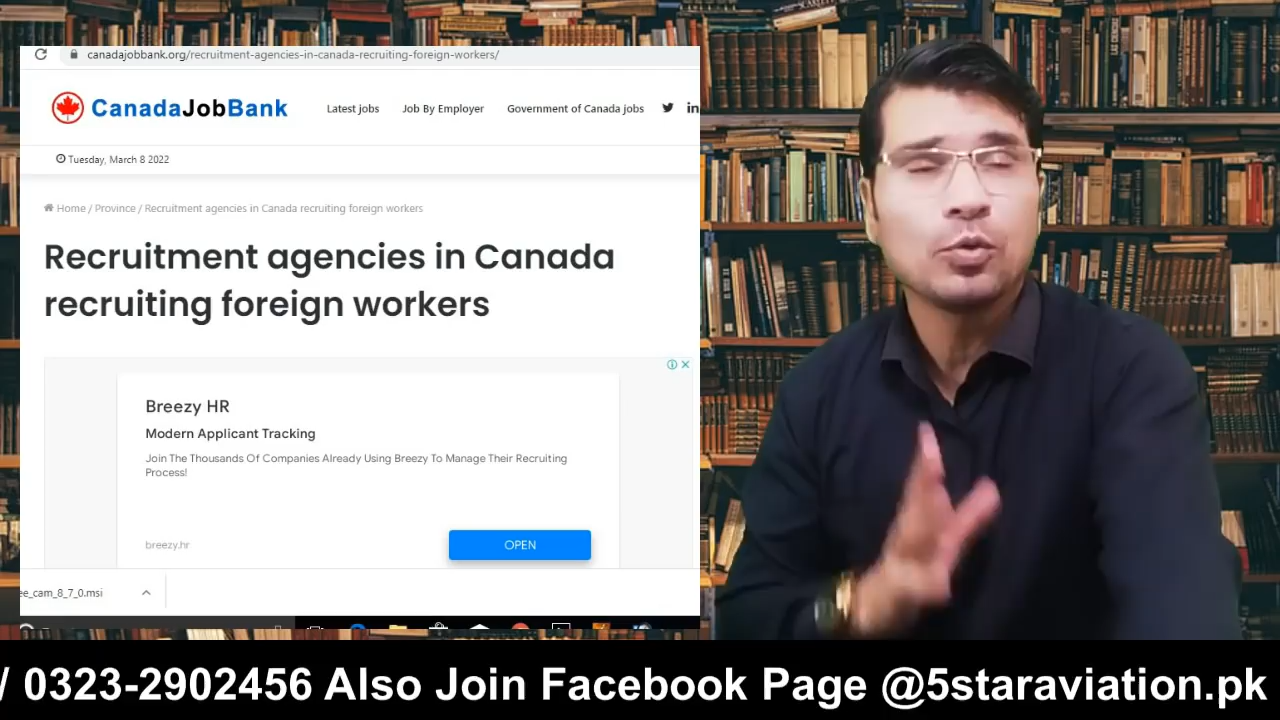 canadajobbank.org/recruitment-agencies-in-canada-recruiting-foreign-workers/
CanadaJobBank
Latest jobs
Job By Employer
Government of Canada jobs
in
Tuesday, March 8 2022
Home / Province / Recruitment agencies in Canada recruiting foreign workers
Recruitment agencies in Canada
recruiting foreign workers
Breezy HR
Modern Applicant Tracking
Join The Thousands Of Companies Already Using Breezy To Manage Their Recruiting
Process!
breezy.hr
OPEN
ee_cam_8_7_0.msi
/ 0323-2902456 Also Join Facebook Page @5staraviation.pk